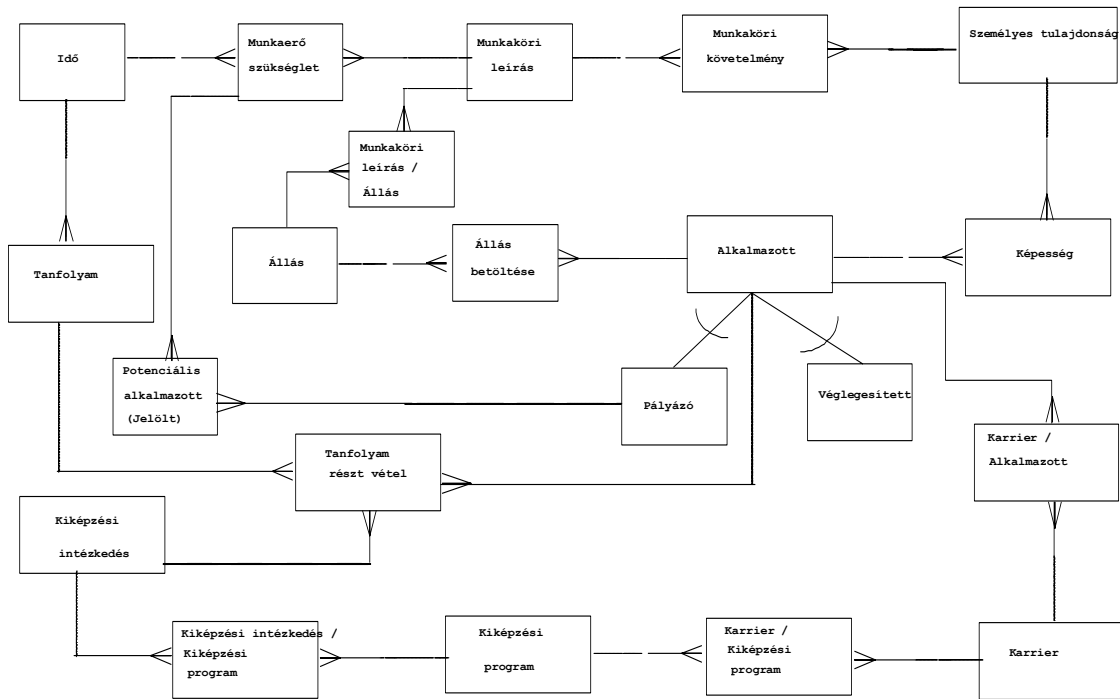 Idő
Munkaerő
szükséglet
Munkaköri
leírás
Munkaköri
követelmény
Személyes tulajdonság
Munkaköri
leírás /
Állás
Tanfolyam
Állás
Állás
betöltése
Alkalmazott
Képesség
Potenciális
alkalmazott
(Jelölt)
Pályázó
Véglegesített
Tanfolyam
részt vétel
Karrier /
Alkalmazott
Kiképzési
intézkedés
Kiképzési intézkedés /
Kiképzési
program
Kiképzési
program
Karrier /
Kiképzési
program
Karrier